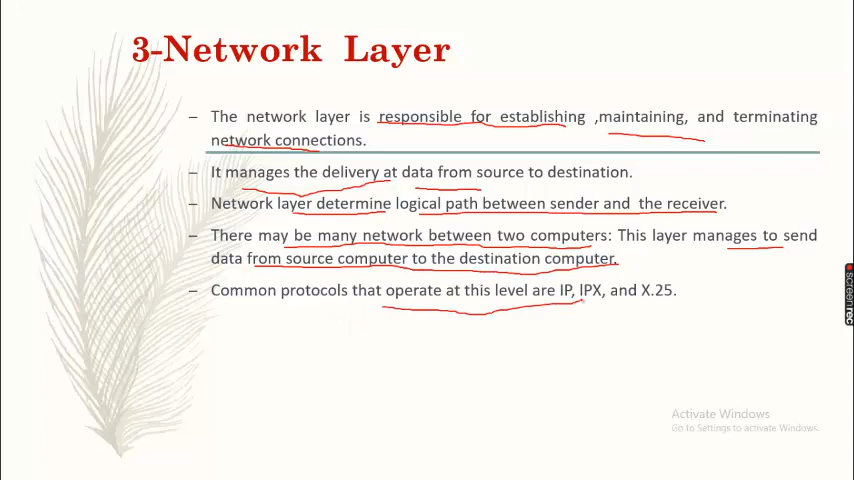 3-Network Layer
– The network layer is responsible for establishing ,maintaining, and terminating
network connections.
– It manages the delivery at data from source to destination.
– Network layer determine logical path between sender and the receiver.
– There may be many network between two computers: This layer manages to send
data from source computer to the destination computer.
– Common protocols that operate at this level are IP, IPX, and X.25.
Activate Windows
Go to Settings to activate Windows.
screenrec